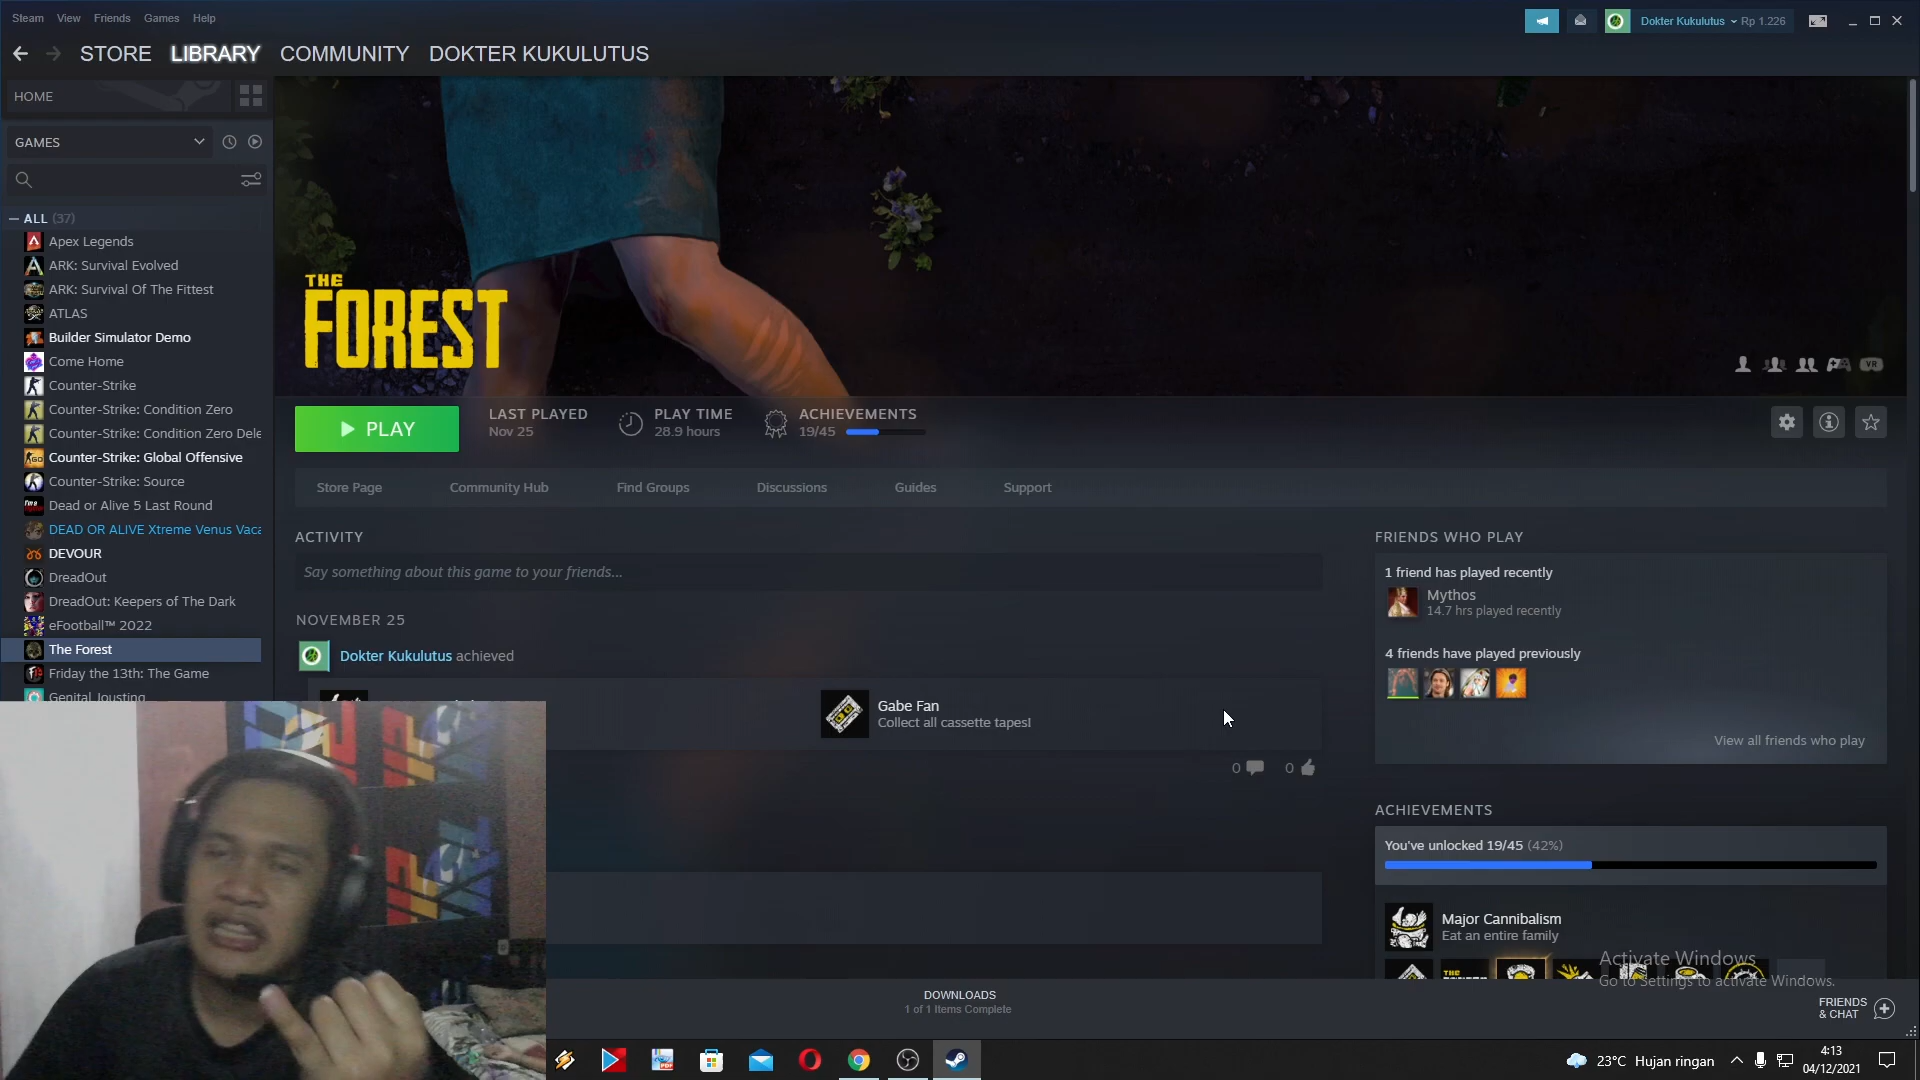 Steam View Friends Games Help
Dokter Kukulutus Rp 1.226
STORE LIBRARY COMMUNITY DOKTER KUKULUTUS
HOME
GAMES
ALL (37)
Apex Legends
ARK: Survival Evolved
ARK: Survival Of The Fittest
ATLAS
Builder Simulator Demo
Come Home
Counter-Strike
Counter-Strike: Condition Zero
Counter-Strike: Condition Zero Dele
Counter-Strike: Global Offensive
Counter-Strike: Source
Dead or Alive 5 Last Round
DEAD OR ALIVE Xtreme Venus Vaca
DEVOUR
DreadOut
DreadOut: Keepers of The Dark
eFootball™ 2022
The Forest
Friday the 13th: The Game
Genital Jousting
THE
FOREST
VR
PLAY
LAST PLAYED
Nov 25
PLAY TIME
28.9 hours
ACHIEVEMENTS
19/45
Store Page Community Hub Find Groups Discussions Guides Support
ACTIVITY
Say something about this game to your friends...
NOVEMBER 25
Dokter Kukulutus achieved
Gabe Fan
Collect all cassette tapes!
0 0
FRIENDS WHO PLAY
1 friend has played recently
Mythos
14.7 hrs played recently
4 friends have played previously
View all friends who play
ACHIEVEMENTS
You've unlocked 19/45 (42%)
Major Cannibalism
Eat an entire family
Activate Windows
Go to Settings to activate Windows.
DOWNLOADS
1 of 1 Items Complete
FRIENDS
& CHAT
23°C Hujan ringan
4:13
04/12/2021